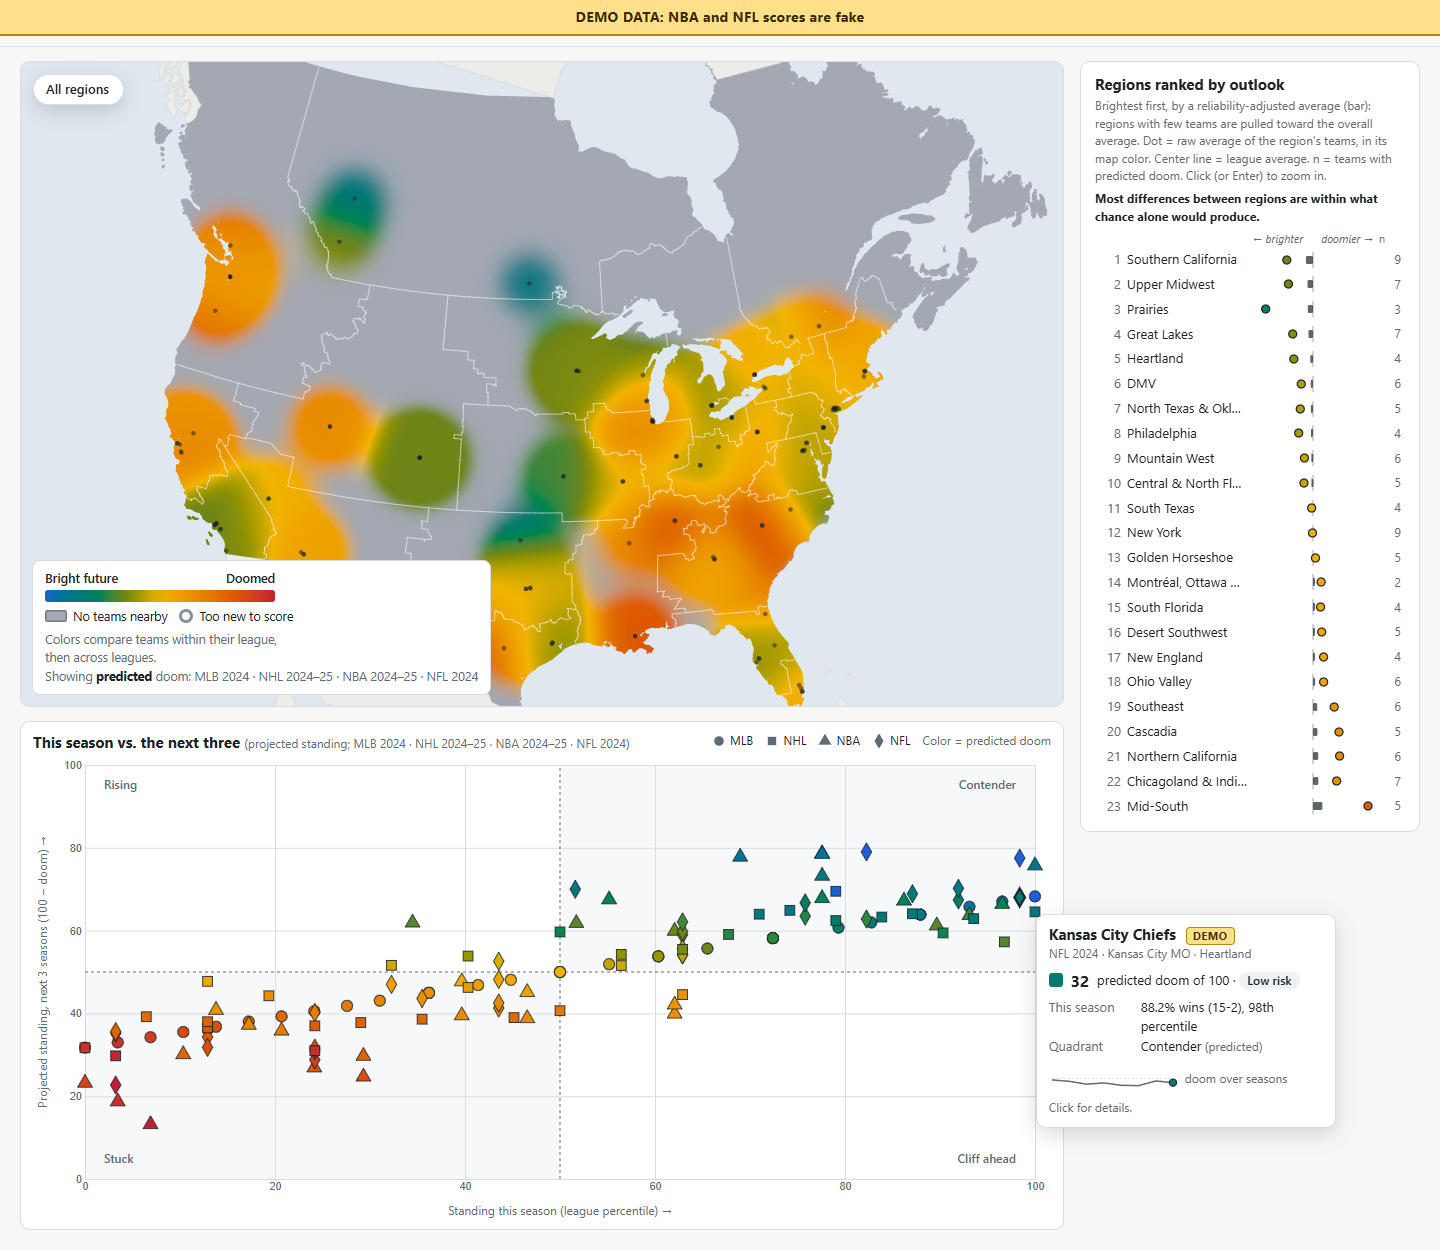 DEMO DATA: NBA and NFL scores are fake
All regions
Bright future
Doomed
No teams nearby
Too new to score
Colors compare teams within their league,
then across leagues.
Showing predicted doom: MLB 2024 · NHL 2024–25 · NBA 2024–25 · NFL 2024
Regions ranked by outlook
Brightest first, by a reliability-adjusted average (bar):
regions with few teams are pulled toward the overall
average. Dot = raw average of the region's teams, in its
map color. Center line = league average. n = teams with
predicted doom. Click (or Enter) to zoom in.
Most differences between regions are within what
chance alone would produce.
← brighter doomier → n
1 Southern California 9
2 Upper Midwest 7
3 Prairies 3
4 Great Lakes 7
5 Heartland 4
6 DMV 6
7 North Texas & Okl... 5
8 Philadelphia 4
9 Mountain West 6
10 Central & North Fl... 5
11 South Texas 4
12 New York 9
13 Golden Horseshoe 5
14 Montréal, Ottawa ... 2
15 South Florida 4
16 Desert Southwest 5
17 New England 4
18 Ohio Valley 6
19 Southeast 6
20 Cascadia 5
21 Northern California 6
22 Chicagoland & Indi... 7
23 Mid-South 5
This season vs. the next three (projected standing; MLB 2024 · NHL 2024–25 · NBA 2024–25 · NFL 2024)
MLB NHL NBA NFL Color = predicted doom
Rising
Contender
Stuck
Cliff ahead
Projected standing, next 3 seasons (100 − doom) →
100
80
60
40
20
0
0 20 40 60 80 100
Standing this season (league percentile) →
Kansas City Chiefs DEMO
NFL 2024 · Kansas City MO · Heartland
32 predicted doom of 100 · Low risk
This season 88.2% wins (15-2), 98th
percentile
Quadrant Contender (predicted)
doom over seasons
Click for details.